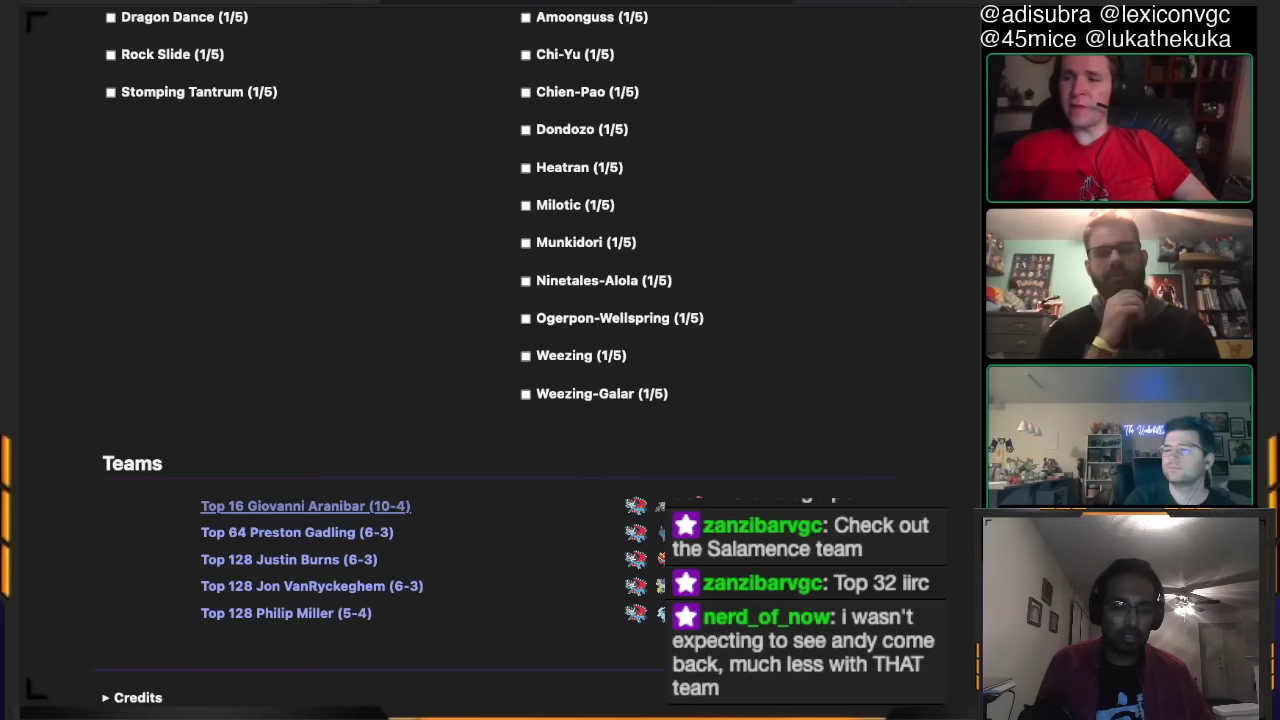 @adisubra @lexiconvgc
@45mice @lukathekuka
Dragon Dance (1/5)
Rock Slide (1/5)
Stomping Tantrum (1/5)
Amoonguss (1/5)
Chi-Yu (1/5)
Chien-Pao (1/5)
Dondozo (1/5)
Heatran (1/5)
Milotic (1/5)
Munkidori (1/5)
Ninetales-Alola (1/5)
Ogerpon-Wellspring (1/5)
Weezing (1/5)
Weezing-Galar (1/5)
Teams
Top 16 Giovanni Aranibar (10-4)
Top 64 Preston Gadling (6-3)
Top 128 Justin Burns (6-3)
Top 128 Jon VanRyckeghem (6-3)
Top 128 Philip Miller (5-4)
Credits
zanzibarvgc: Check out
the Salamence team
zanzibarvgc: Top 32 iirc
nerd_of_now: i wasn't
expecting to see andy come
back, much less with THAT
team